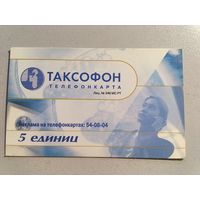 ТАКСОФОН
ТЕЛЕФОНКАРТА
Реклама на телефонкартах: 54-08-04
5 единиц